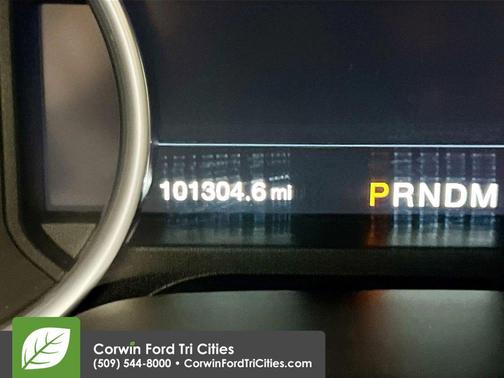 101304.6 mi PRNDM
Corwin Ford Tri Cities
(509) 544-8000 • CorwinFordTriCities.com